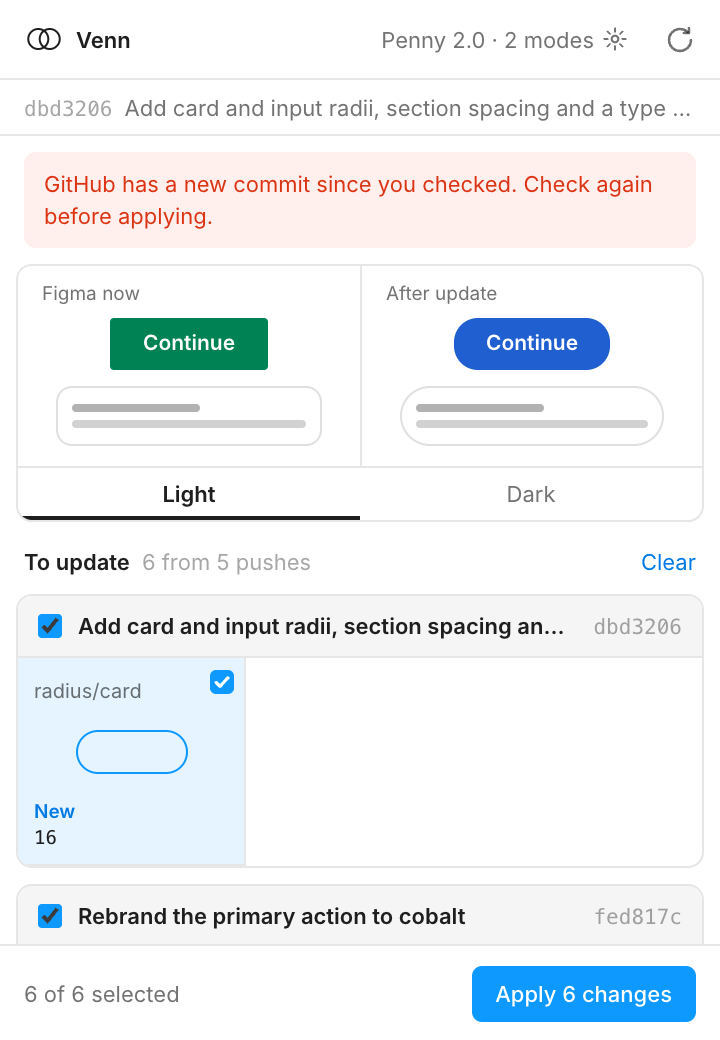 Venn
Penny 2.0 · 2 modes
dbd3206 Add card and input radii, section spacing and a type ...
GitHub has a new commit since you checked. Check again
before applying.
Figma now
After update
Continue
Continue
Light
Dark
To update 6 from 5 pushes
Clear
Add card and input radii, section spacing an... dbd3206
radius/card
New
16
Rebrand the primary action to cobalt fed817c
6 of 6 selected
Apply 6 changes